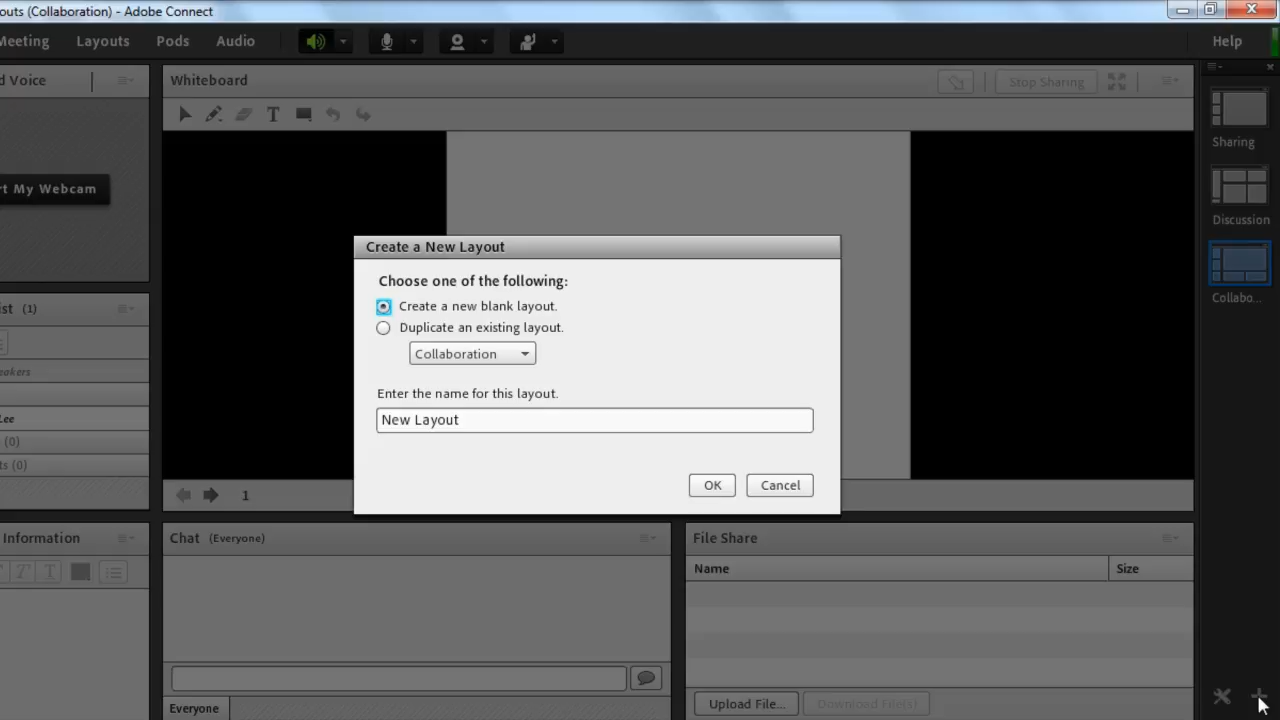 outs (Collaboration) - Adobe Connect
Meeting Layouts Pods Audio Help
d Voice
Whiteboard
Stop Sharing
T
rt My Webcam
Sharing
Discussion
Collabo...
Create a New Layout
Choose one of the following:
Create a new blank layout.
Duplicate an existing layout.
Collaboration
Enter the name for this layout.
New Layout
OK Cancel
ist (1)
eakers
Lee
(0)
ts (0)
1
Information
T T
Chat (Everyone)
Everyone
File Share
Name Size
Upload File... Download File(s)